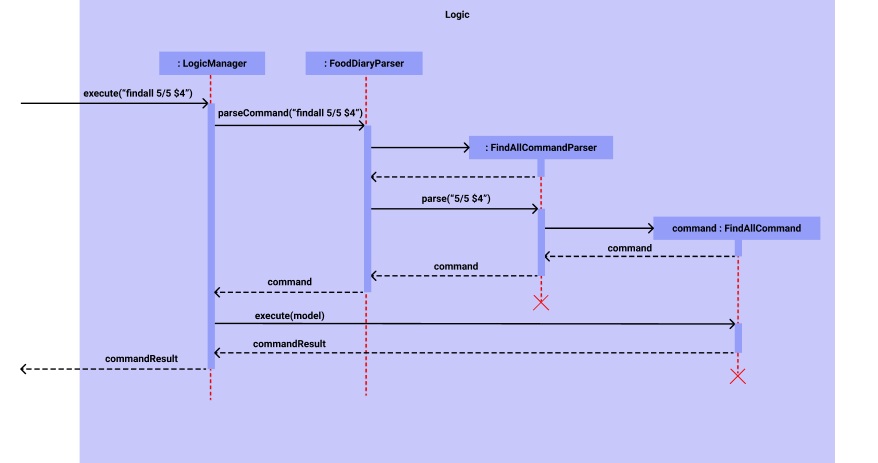 Logic
: LogicManager
: FoodDiaryParser
execute(“findall 5/5 $4”)
parseCommand(“findall 5/5 $4”)
: FindAllCommandParser
parse(“5/5 $4”)
command : FindAllCommand
command
command
command
execute(model)
commandResult
commandResult